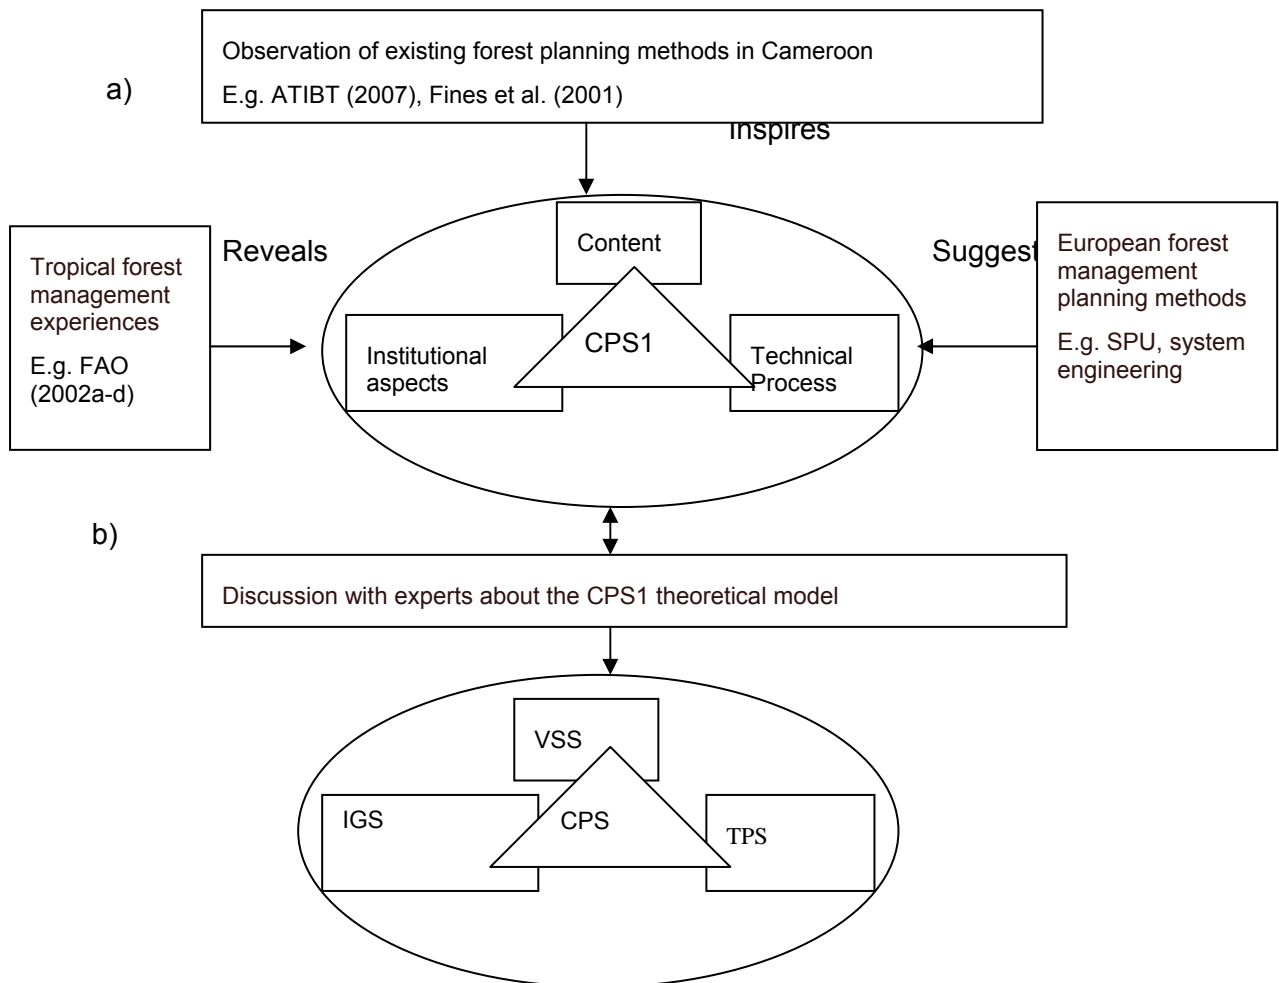 Observation of existing forest planning methods in Cameroon
E.g. ATIBT (2007), Fines et al. (2001)
a)
Inspires
Reveals
Suggest
Tropical forest
management
experiences
E.g. FAO
(2002a-d)
Content
CPS1
Institutional
aspects
Technical
Process
European forest
management
planning methods
E.g. SPU, system
engineering
b)
Discussion with experts about the CPS1 theoretical model
VSS
IGS
CPS
TPS